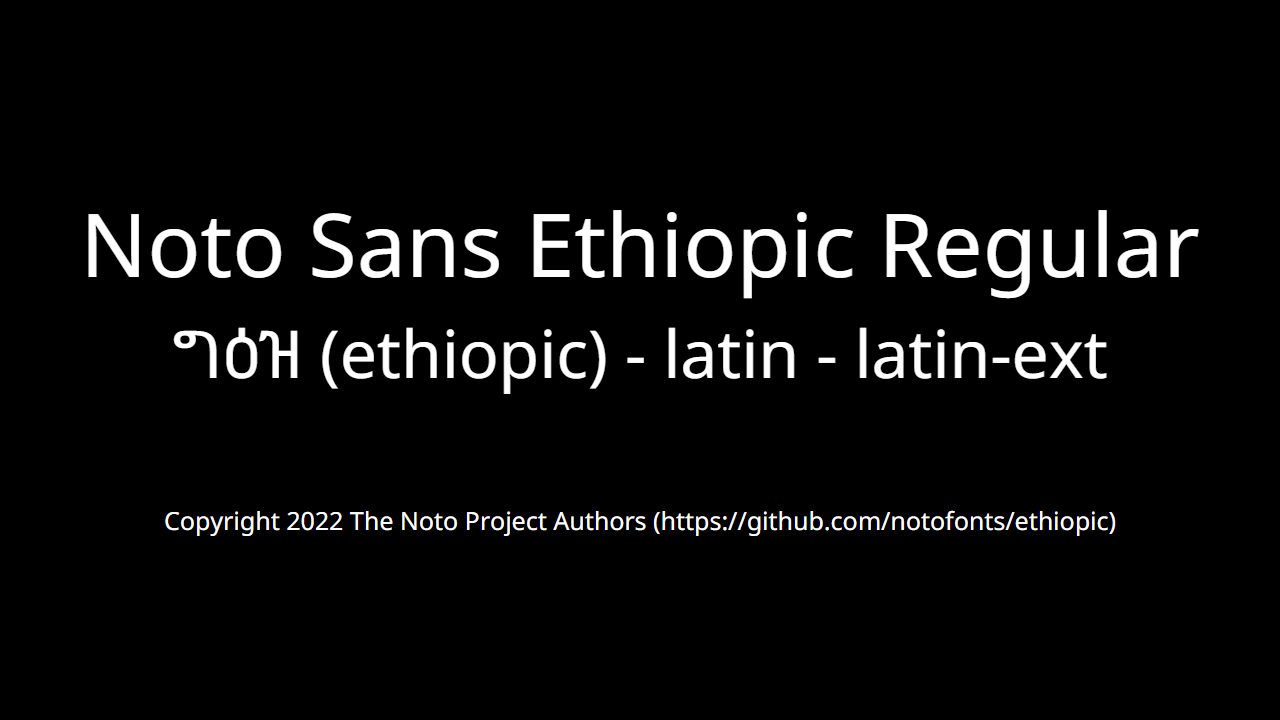 Noto Sans Ethiopic Regular
ግዕዝ (ethiopic) - latin - latin-ext
Copyright 2022 The Noto Project Authors (https://github.com/notofonts/ethiopic)